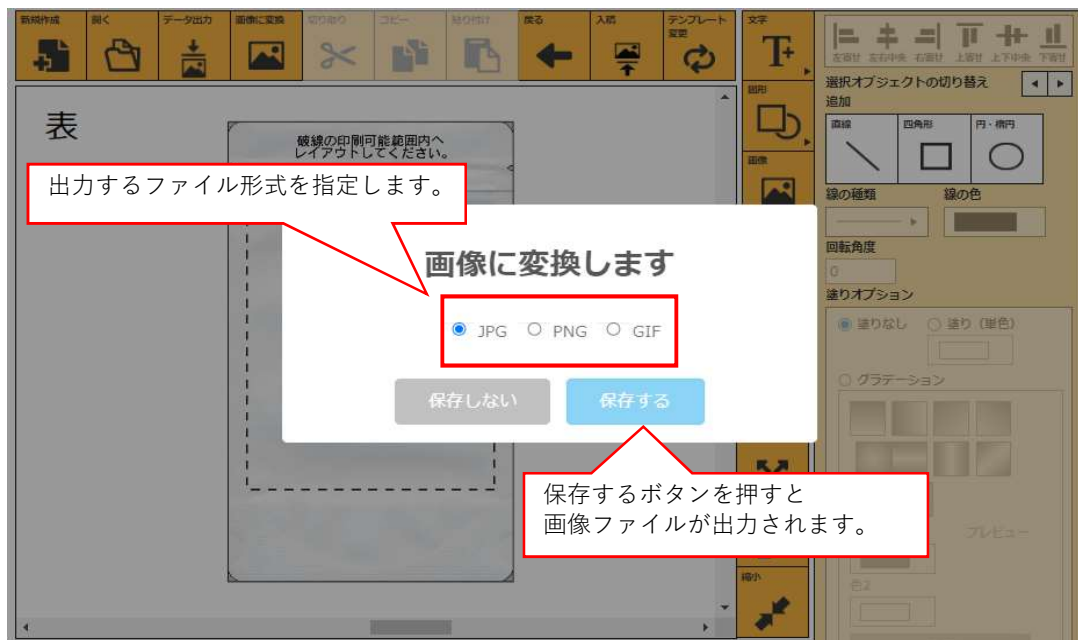 新規作成
開く
データ出力
画像に変換
切り取り
コピー
貼り付け
戻る
入稿
テンプレート
変更
文字
T+
左寄せ 左右中央 右寄せ 上寄せ 上下中央 下寄せ
選択オブジェクトの切り替え
追加
直線
四角形
円・楕円
図形
画像
表
破線の印刷可能範囲内へ
レイアウトしてください。
出力するファイル形式を指定します。
線の種類
線の色
回転角度
0
塗りオプション
塗りなし
塗り（単色）
グラデーション
画像に変換します
JPG
PNG
GIF
保存しない
保存する
保存するボタンを押すと
画像ファイルが出力されます。
プレビュー
色2
縮小